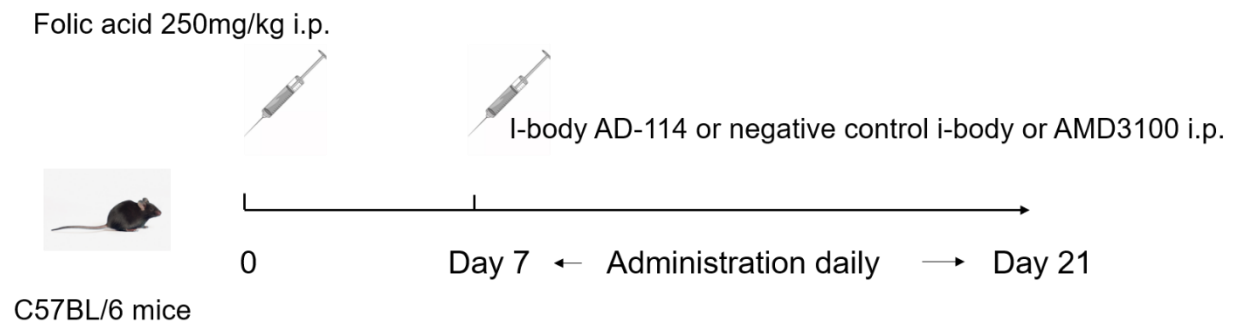 Folic acid 250mg/kg i.p.
I-body AD-114 or negative control i-body or AMD3100 i.p.
0
Day 7 ← Administration daily → Day 21
C57BL/6 mice